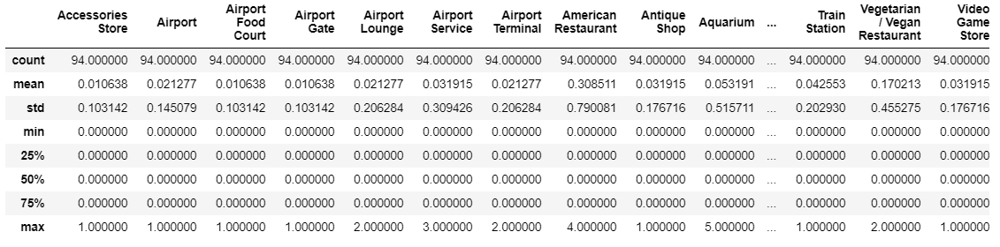 Accessories Store Airport Airport Food Court Airport Gate Airport Lounge Airport Service Airport Terminal American Restaurant Antique Shop Aquarium ... Train Station Vegetarian / Vegan Restaurant Video Game Store
count 94.000000 94.000000 94.000000 94.000000 94.000000 94.000000 94.000000 94.000000 94.000000 94.000000 ... 94.000000 94.000000 94.000000
mean 0.010638 0.021277 0.010638 0.010638 0.021277 0.031915 0.021277 0.308511 0.031915 0.053191 ... 0.042553 0.170213 0.031915
std 0.103142 0.145079 0.103142 0.103142 0.206284 0.309426 0.206284 0.790081 0.176716 0.515711 ... 0.202930 0.455275 0.176716
min 0.000000 0.000000 0.000000 0.000000 0.000000 0.000000 0.000000 0.000000 0.000000 0.000000 ... 0.000000 0.000000 0.000000
25% 0.000000 0.000000 0.000000 0.000000 0.000000 0.000000 0.000000 0.000000 0.000000 0.000000 ... 0.000000 0.000000 0.000000
50% 0.000000 0.000000 0.000000 0.000000 0.000000 0.000000 0.000000 0.000000 0.000000 0.000000 ... 0.000000 0.000000 0.000000
75% 0.000000 0.000000 0.000000 0.000000 0.000000 0.000000 0.000000 0.000000 0.000000 0.000000 ... 0.000000 0.000000 0.000000
max 1.000000 1.000000 1.000000 1.000000 2.000000 3.000000 2.000000 4.000000 1.000000 5.000000 ... 1.000000 2.000000 1.000000